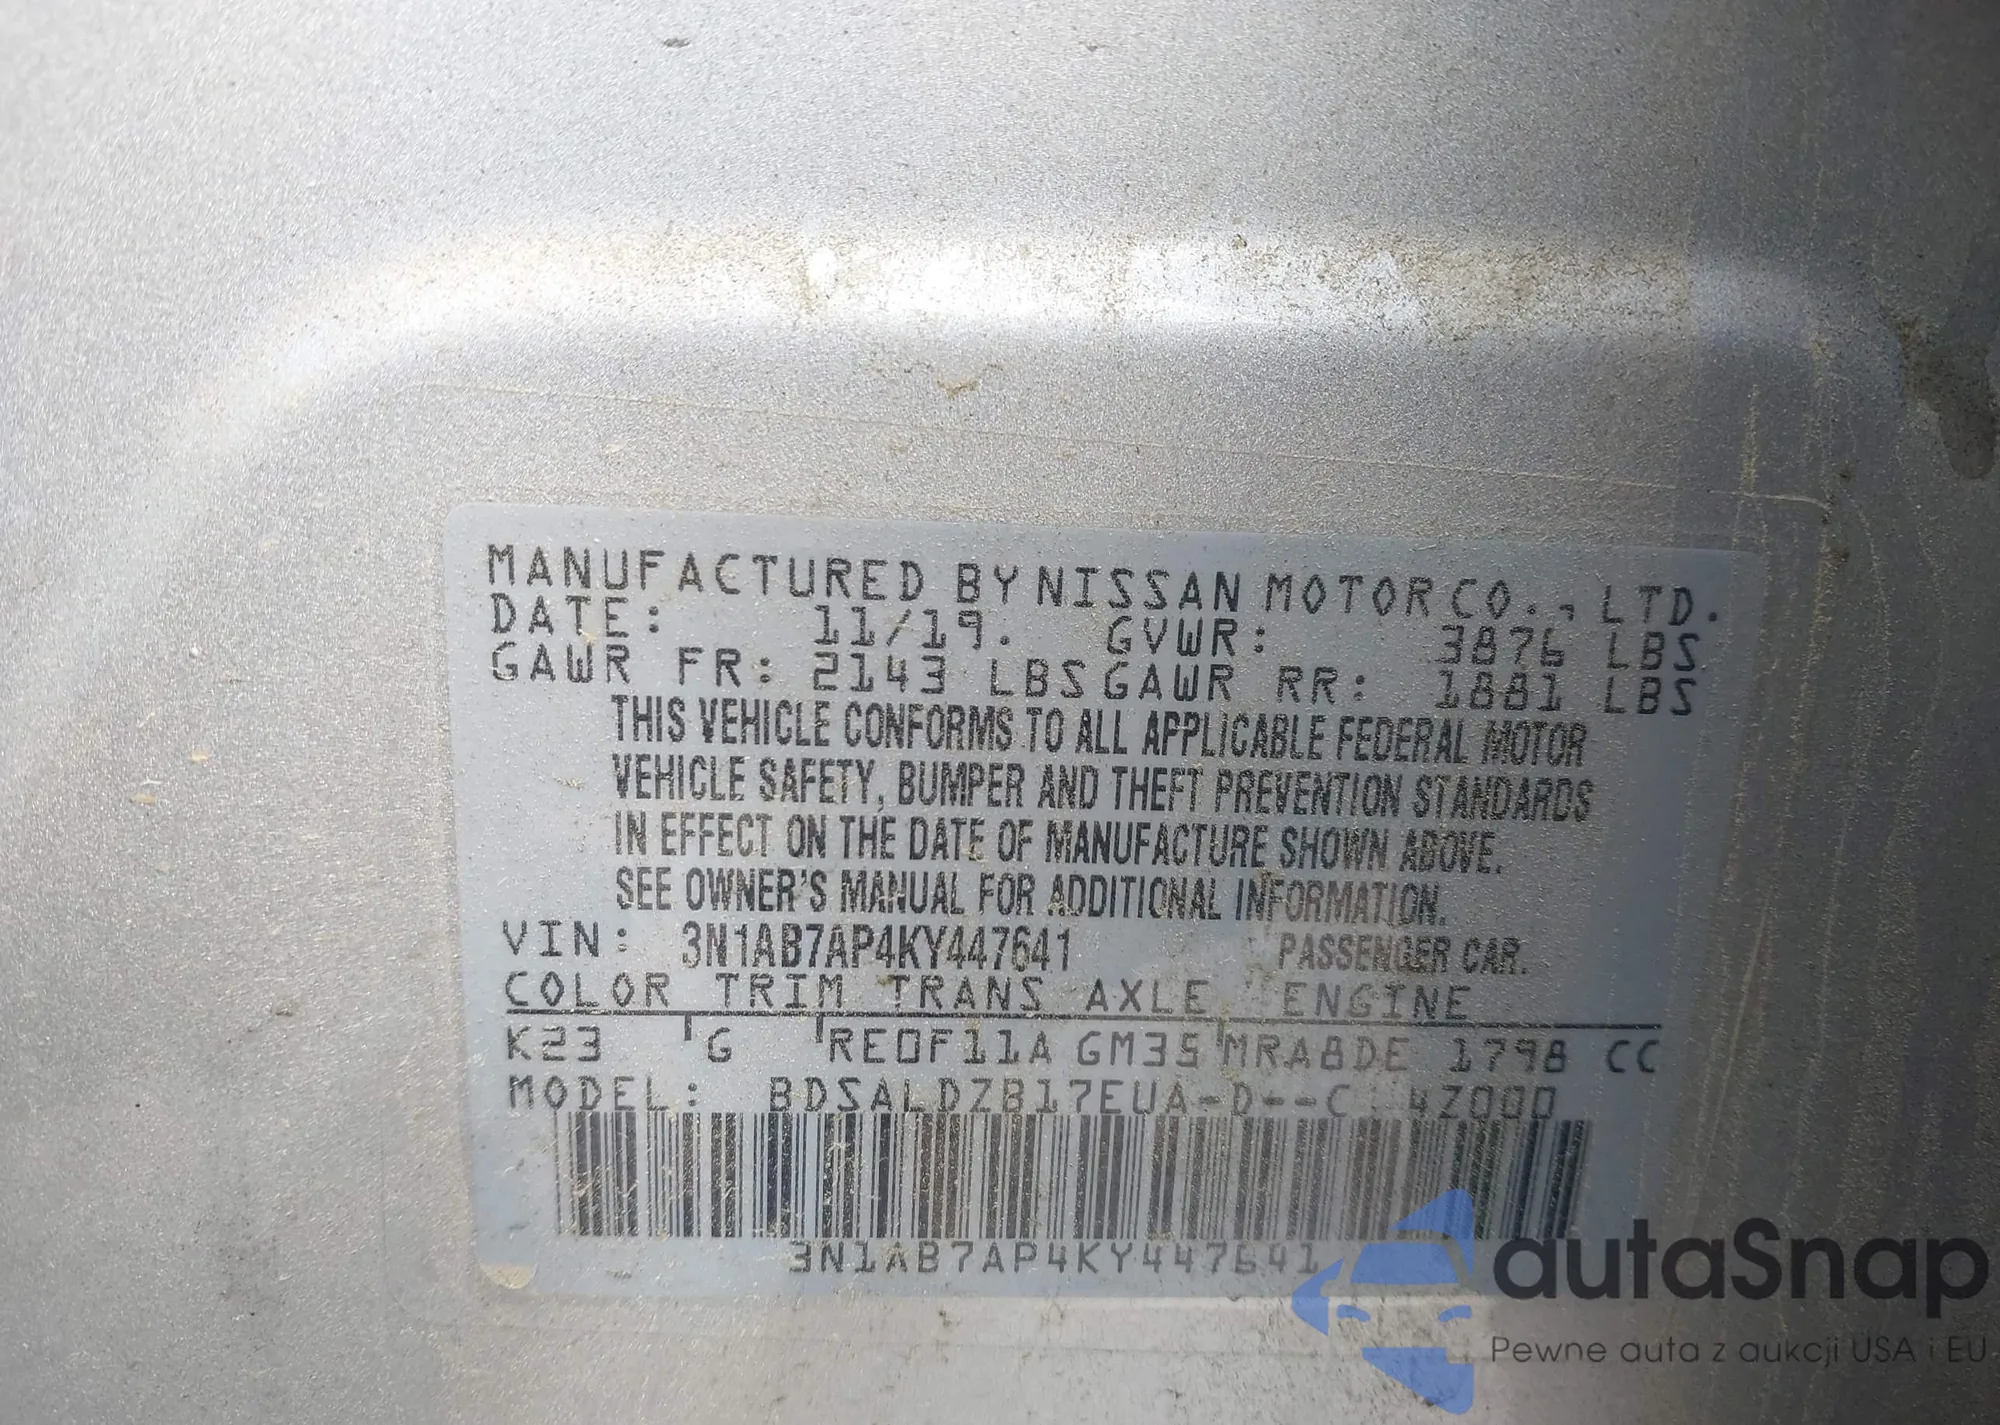 MANUFACTURED BY NISSAN MOTOR CO., LTD.
DATE: 11/19. GVWR: 3876 LBS
GAWR FR: 2143 LBS GAWR RR: 1881 LBS
THIS VEHICLE CONFORMS TO ALL APPLICABLE FEDERAL MOTOR
VEHICLE SAFETY, BUMPER AND THEFT PREVENTION STANDARDS
IN EFFECT ON THE DATE OF MANUFACTURE SHOWN ABOVE.
SEE OWNER'S MANUAL FOR ADDITIONAL INFORMATION.
VIN: 3N1AB7AP4KY447641 PASSENGER CAR.
COLOR TRIM TRANS AXLE ENGINE
K23 G RE0F11A GM35 MRA8DE 1798 CC
MODEL: BDSALDZB17EUA-D--C 4Z000
3N1AB7AP4KY447641
autaSnap
Pewne auta z aukcji USA i EU